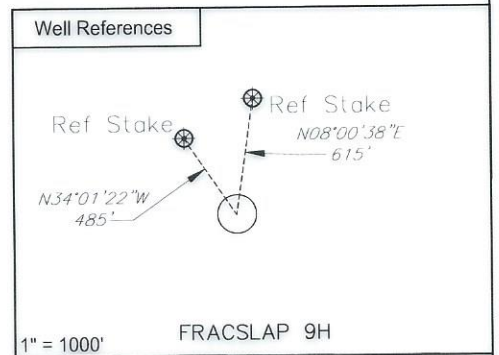 Well References
Ref Stake
Ref Stake
N08°00'38"E
615'
N34°01'22"W
485'
FRACSLAP 9H
1" = 1000'